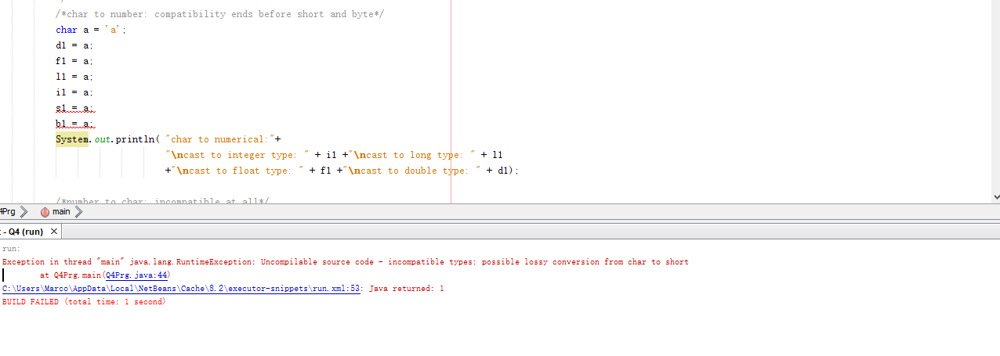 /*char to number: compatibility ends before short and byte*/
char a = 'a';
d1 = a;
f1 = a;
l1 = a;
i1 = a;
s1 = a;
b1 = a;
System.out.println( "char to numerical:"+
"\ncast to integer type: " + i1 +"\ncast to long type: " + l1
+"\ncast to float type: " + f1 +"\ncast to double type: " + d1);
/*number to char: incompatible at all*/
4Prg main
- Q4 (run) ×
run:
Exception in thread "main" java.lang.RuntimeException: Uncompilable source code - incompatible types: possible lossy conversion from char to short
at Q4Prg.main(Q4Prg.java:44)
C:\Users\Marco\AppData\Local\NetBeans\Cache\8.2\executor-snippets\run.xml:53: Java returned: 1
BUILD FAILED (total time: 1 second)